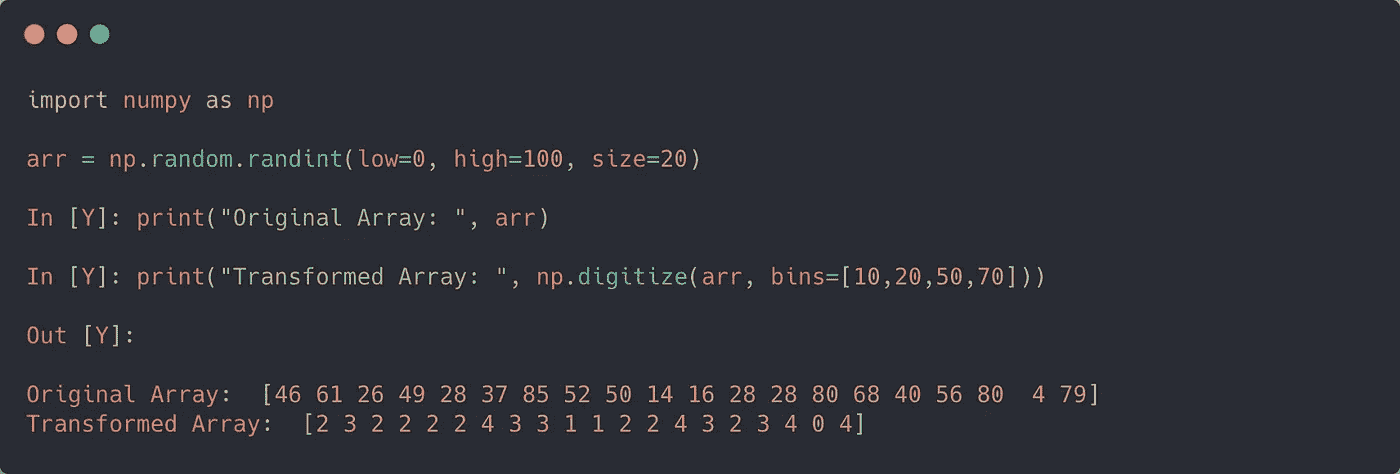 import numpy as np
arr = np.random.randint(low=0, high=100, size=20)
In [Y]: print("Original Array: ", arr)
In [Y]: print("Transformed Array: ", np.digitize(arr, bins=[10,20,50,70]))
Out [Y]:
Original Array:  [46 61 26 49 28 37 85 52 50 14 16 28 28 80 68 40 56 80  4 79]
Transformed Array:  [2 3 2 2 2 2 4 3 3 1 1 2 2 4 3 2 3 4 0 4]